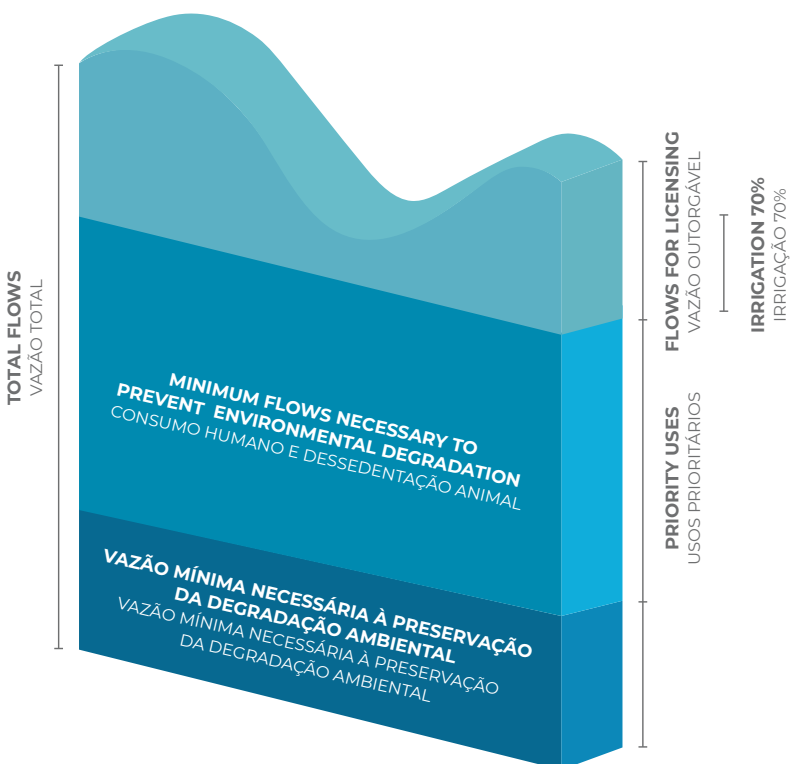 TOTAL FLOWS
VAZÃO TOTAL
MINIMUM FLOWS NECESSARY TO
PREVENT ENVIRONMENTAL DEGRADATION
CONSUMO HUMANO E DESSEDENTAÇÃO ANIMAL
VAZÃO MÍNIMA NECESSÁRIA À PRESERVAÇÃO
DA DEGRADAÇÃO AMBIENTAL
VAZÃO MÍNIMA NECESSÁRIA À PRESERVAÇÃO
DA DEGRADAÇÃO AMBIENTAL
FLOWS FOR LICENSING
VAZÃO OUTORGÁVEL
IRRIGATION 70%
IRRIGAÇÃO 70%
PRIORITY USES
USOS PRIORITÁRIOS